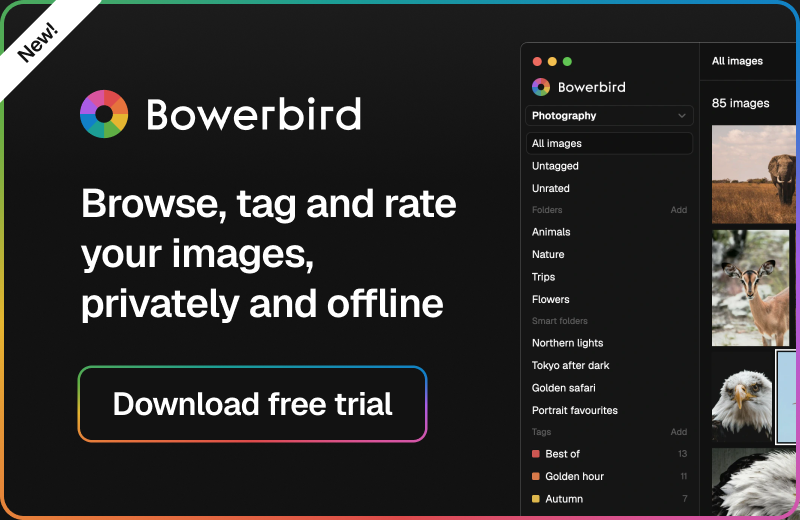 New!
Bowerbird
Browse, tag and rate
your images,
privately and offline
Download free trial
Bowerbird
Photography
All images
Untagged
Unrated
Folders Add
Animals
Nature
Trips
Flowers
Smart folders
Northern lights
Tokyo after dark
Golden safari
Portrait favourites
Tags Add
Best of 13
Golden hour 11
Autumn 7
All images
85 images